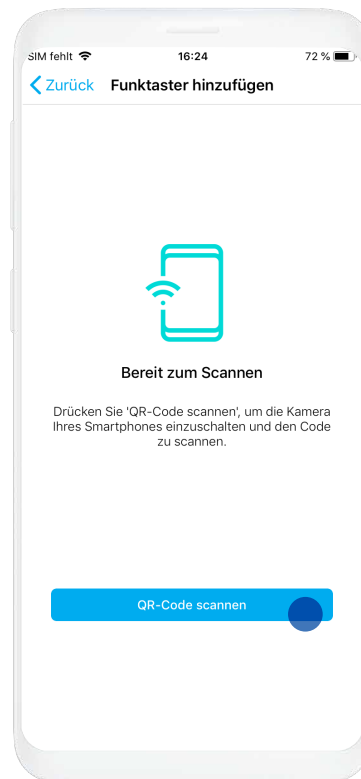 SIM fehlt 16:24 72 %
Zurück Funktaster hinzufügen
Bereit zum Scannen
Drücken Sie 'QR-Code scannen', um die Kamera
Ihres Smartphones einzuschalten und den Code
zu scannen.
QR-Code scannen